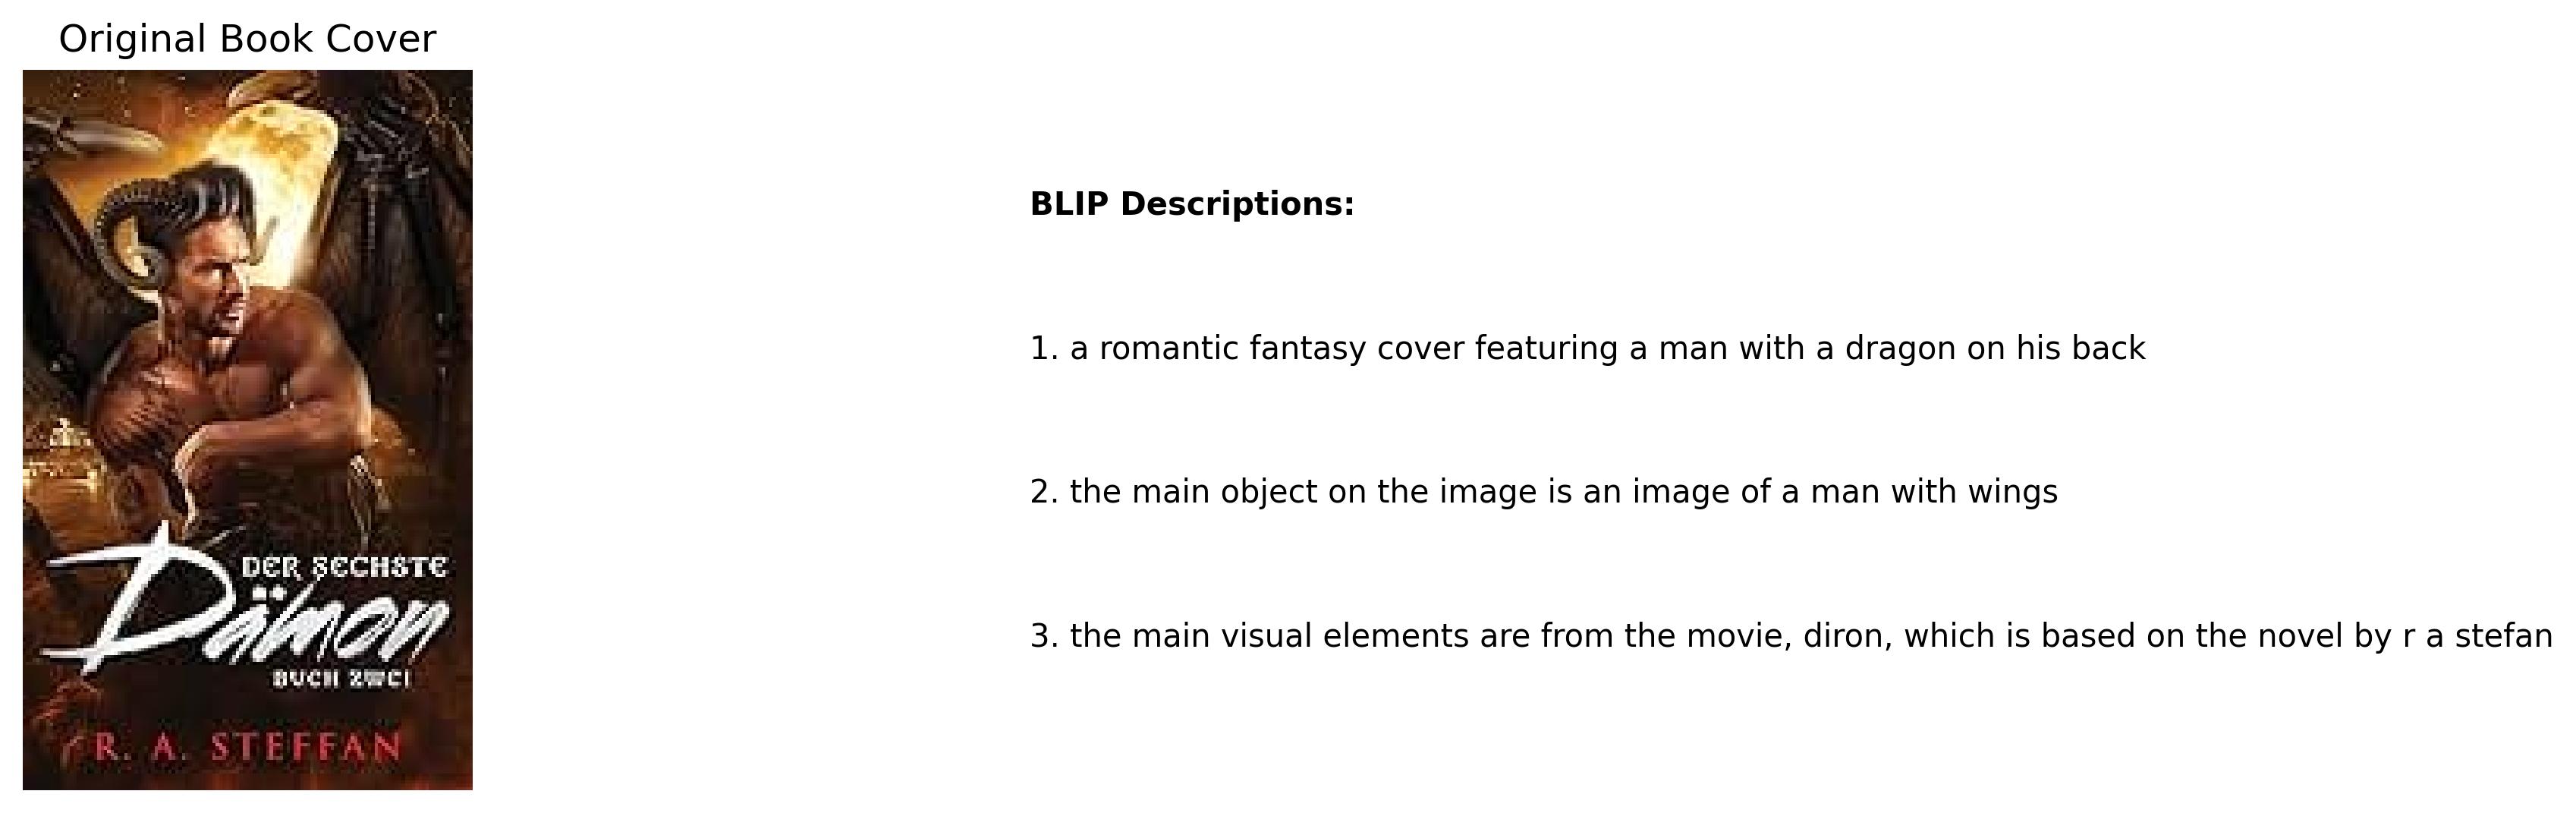 Original Book Cover
DER SECHSTE
Dämon
BUCH ZWEI
R. A. STEFFAN
BLIP Descriptions:
1. a romantic fantasy cover featuring a man with a dragon on his back
2. the main object on the image is an image of a man with wings
3. the main visual elements are from the movie, diron, which is based on the novel by r a stefan